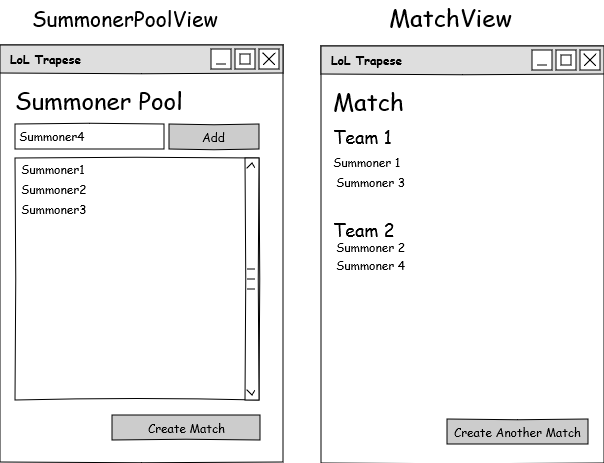 SummonerPoolView
LoL Trapese
Summoner Pool
Summoner4
Add
Summoner1
Summoner2
Summoner3
Create Match
MatchView
LoL Trapese
Match
Team 1
Summoner 1
Summoner 3
Team 2
Summoner 2
Summoner 4
Create Another Match